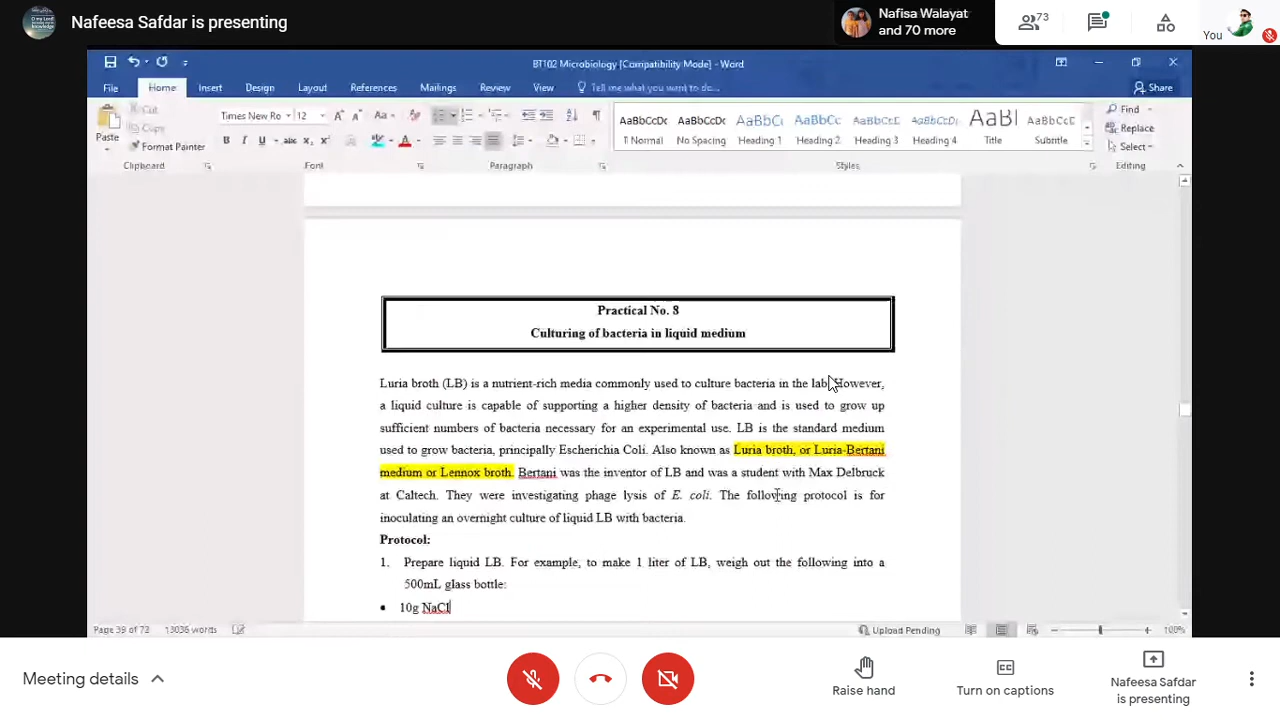 Nafeesa Safdar is presenting
Nafisa Walayat
and 70 more
73
You
BT102 Microbiology [Compatibility Mode] - Word
File Home Insert Design Layout References Mailings Review View Tell me what you want to do...
Share
Paste
Cut
Copy
Format Painter
Times New Ro 12
AaBbCcDc AaBbCcDc AaBbC AaBbCc AaBbCcC AaBbCcD AaBl AaBbCcC
¶ Normal No Spacing Heading 1 Heading 2 Heading 3 Heading 4 Title Subtitle
Find
Replace
Select
Clipboard Font Paragraph Styles Editing
Practical No. 8
Culturing of bacteria in liquid medium
Luria broth (LB) is a nutrient-rich media commonly used to culture bacteria in the lab. However,
a liquid culture is capable of supporting a higher density of bacteria and is used to grow up
sufficient numbers of bacteria necessary for an experimental use. LB is the standard medium
used to grow bacteria, principally Escherichia Coli. Also known as Luria broth, or Luria-Bertani
medium or Lennox broth. Bertani was the inventor of LB and was a student with Max Delbruck
at Caltech. They were investigating phage lysis of E. coli. The following protocol is for
inoculating an overnight culture of liquid LB with bacteria.
Protocol:
1. Prepare liquid LB. For example, to make 1 liter of LB, weigh out the following into a
500mL glass bottle:
• 10g NaCl
Page 39 of 72 13036 words
Upload Pending
100%
Meeting details
Raise hand
Turn on captions
Nafeesa Safdar
is presenting